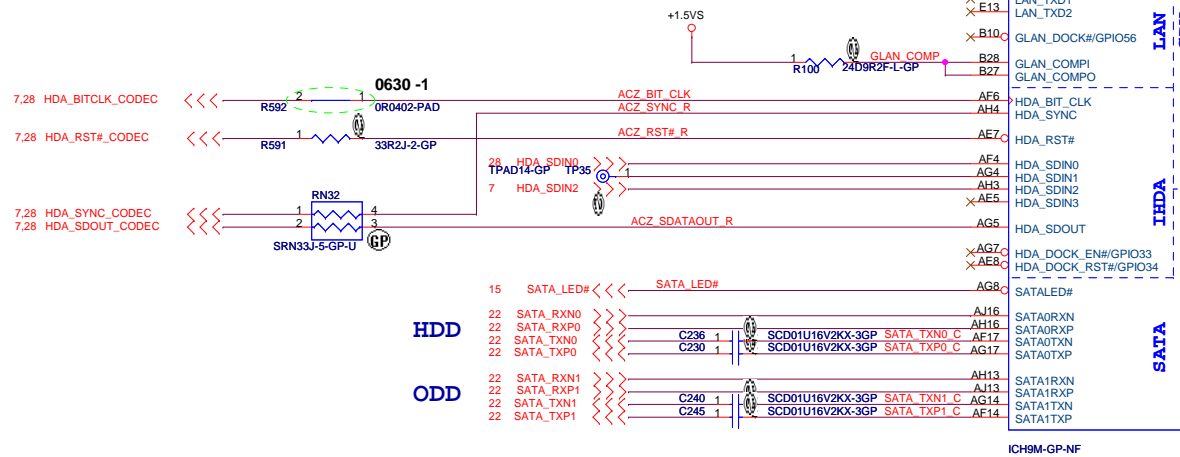 LAN_TXD1
E13 LAN_TXD2
+1.5VS
B10 GLAN_DOCK#/GPIO56
LAN
1 R100 24D9R2F-L-GP GLAN_COMP B28 GLAN_COMPI
B27 GLAN_COMPO
0630 -1
7,28 HDA_BITCLK_CODEC R592 2 1 0R0402-PAD ACZ_BIT_CLK AF6 HDA_BIT_CLK
ACZ_SYNC_R AH4 HDA_SYNC
7,28 HDA_RST#_CODEC R591 1 33R2J-2-GP ACZ_RST#_R AE7 HDA_RST#
28 HDA_SDIN0 AF4 HDA_SDIN0
TPAD14-GP TP35 1 AG4 HDA_SDIN1
7 HDA_SDIN2 AH3 HDA_SDIN2
AE5 HDA_SDIN3
IHDA
RN32
7,28 HDA_SYNC_CODEC 1 4
7,28 HDA_SDOUT_CODEC 2 3 ACZ_SDATAOUT_R AG5 HDA_SDOUT
SRN33J-5-GP-U GP
AG7 HDA_DOCK_EN#/GPIO33
AE8 HDA_DOCK_RST#/GPIO34
15 SATA_LED# SATA_LED# AG8 SATALED#
HDD
22 SATA_RXN0 AJ16 SATA0RXN
22 SATA_RXP0 AH16 SATA0RXP
22 SATA_TXN0 C236 1 SCD01U16V2KX-3GP SATA_TXN0_C AF17 SATA0TXN
22 SATA_TXP0 C230 1 SCD01U16V2KX-3GP SATA_TXP0_C AG17 SATA0TXP
SATA
ODD
22 SATA_RXN1 AH13 SATA1RXN
22 SATA_RXP1 AJ13 SATA1RXP
22 SATA_TXN1 C240 1 SCD01U16V2KX-3GP SATA_TXN1_C AG14 SATA1TXN
22 SATA_TXP1 C245 1 SCD01U16V2KX-3GP SATA_TXP1_C AF14 SATA1TXP
ICH9M-GP-NF